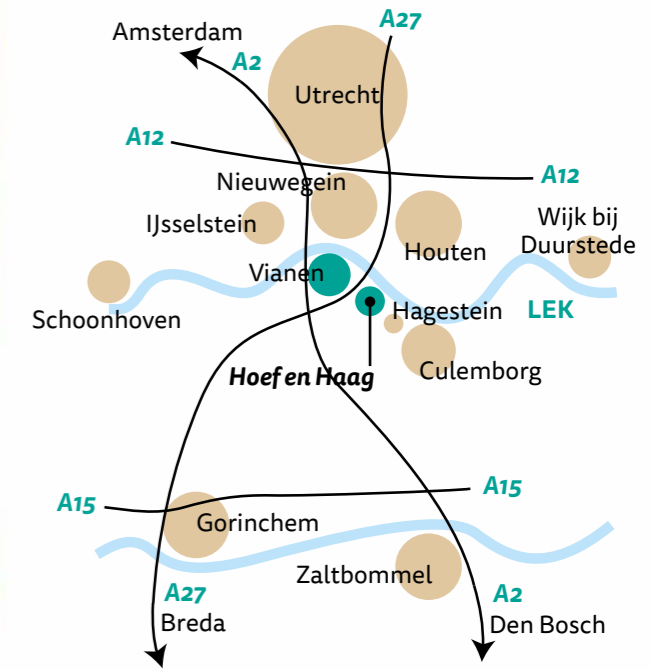 A27
Amsterdam
A2
Utrecht
A12
A12
Nieuwegein
IJsselstein
Wijk bij
Duurstede
Houten
Vianen
Hagestein
LEK
Schoonhoven
Hoef en Haag
Culemborg
A15
A15
Gorinchem
Zaltbommel
A27
Breda
A2
Den Bosch